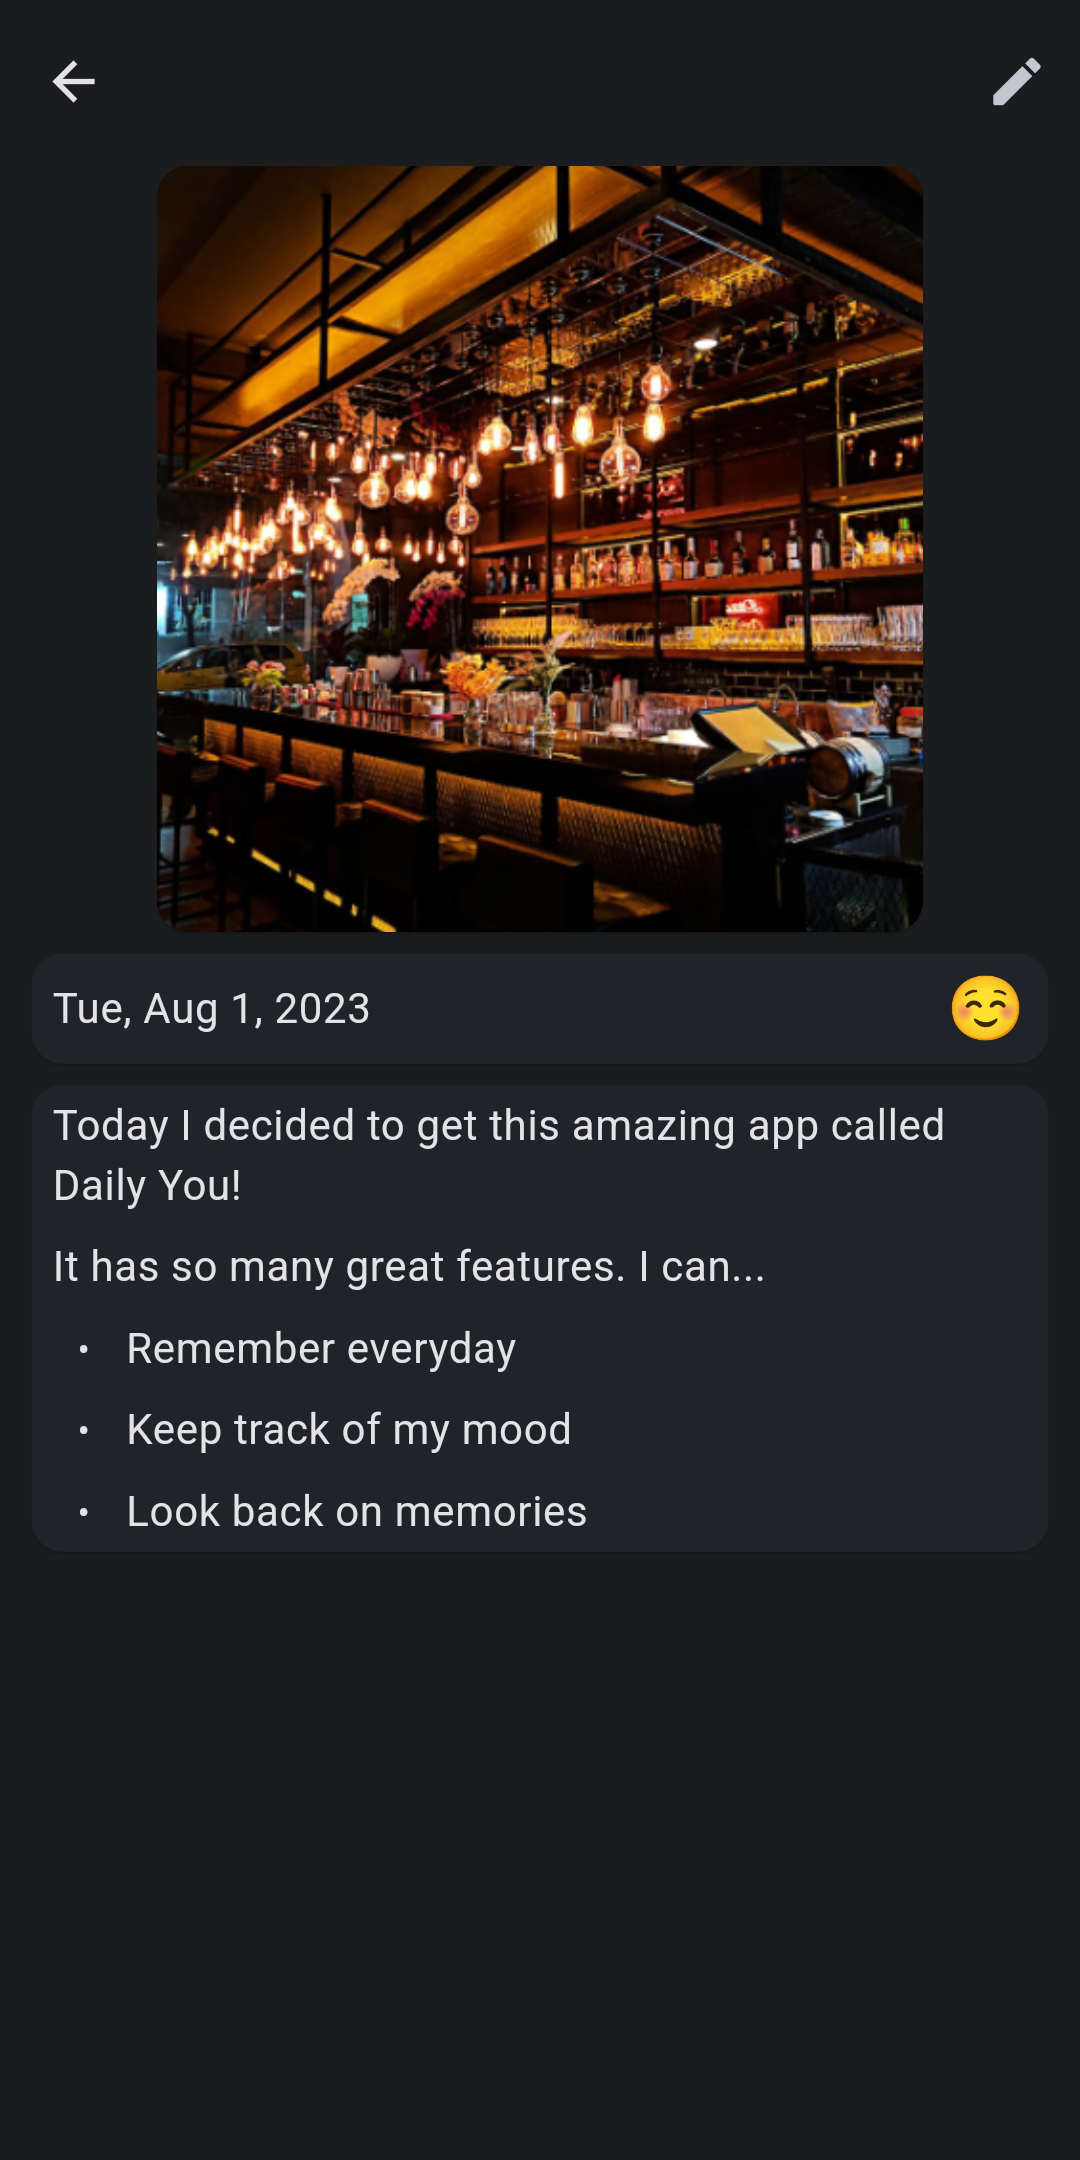 Tue, Aug 1, 2023
Today I decided to get this amazing app called
Daily You!
It has so many great features. I can...
• Remember everyday
• Keep track of my mood
• Look back on memories